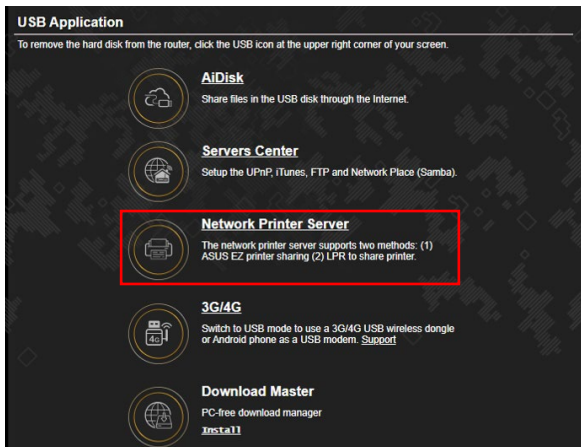 USB Application
To remove the hard disk from the router, click the USB icon at the upper right corner of your screen.
AiDisk
Share files in the USB disk through the Internet.
Servers Center
Setup the UPnP, iTunes, FTP and Network Place (Samba).
Network Printer Server
The network printer server supports two methods: (1)
ASUS EZ printer sharing (2) LPR to share printer.
3G/4G
4G
Switch to USB mode to use a 3G/4G USB wireless dongle
or Android phone as a USB modem. Support
Download Master
PC-free download manager
Install